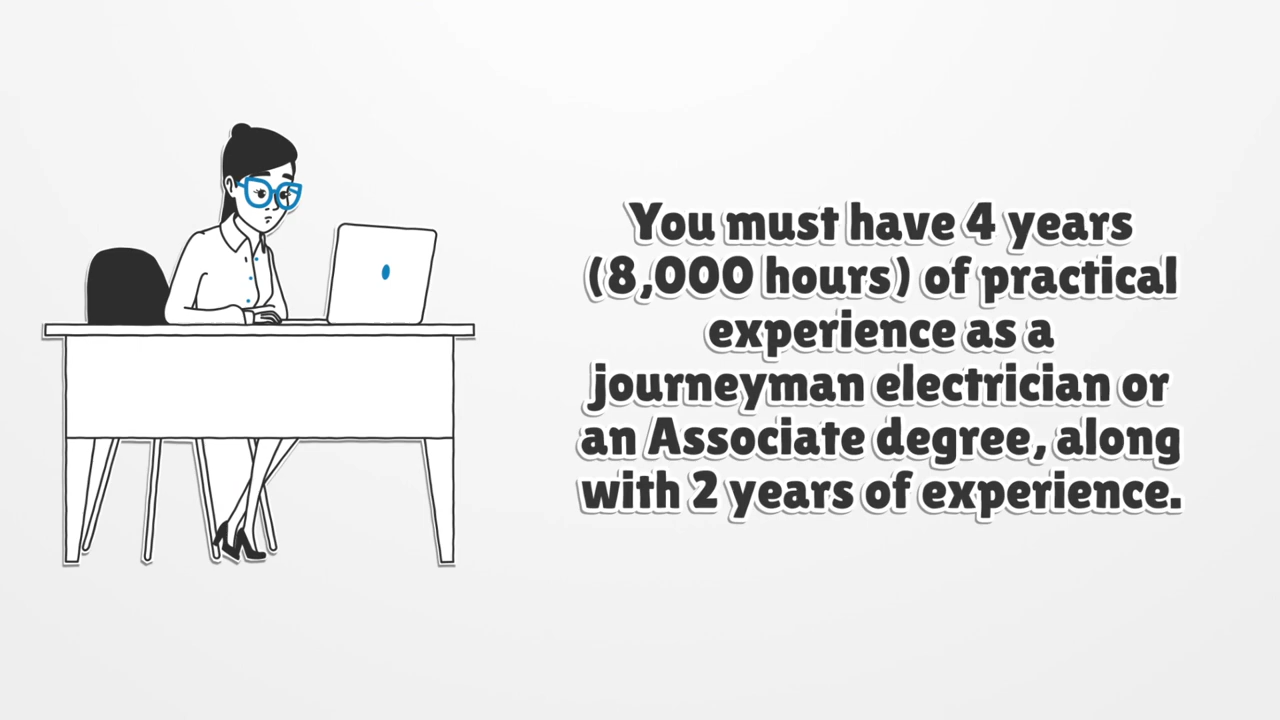 You must have 4 years
(8,000 hours) of practical
experience as a
journeyman electrician or
an Associate degree, along
with 2 years of experience.